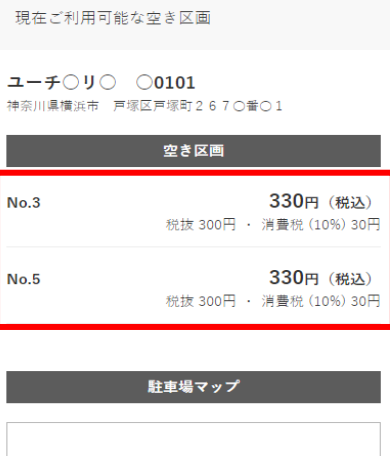 現在ご利用可能な空き区画
ユーチ○リ○　○0101
神奈川県横浜市　戸塚区戸塚町２６７○番○１
空き区画
No.3
330円（税込）
税抜 300円 ・ 消費税 (10%) 30円
No.5
330円（税込）
税抜 300円 ・ 消費税 (10%) 30円
駐車場マップ